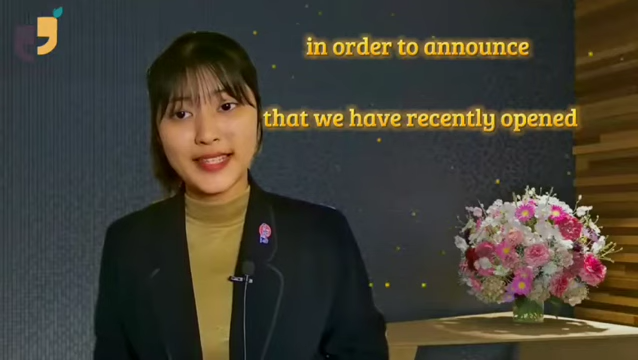 in order to announce
that we have recently opened